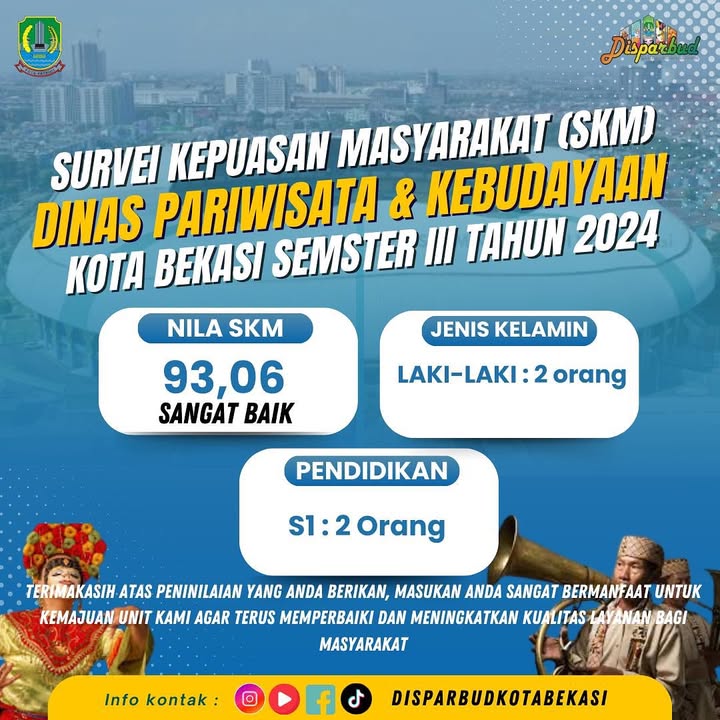 Disparbud
SURVEI KEPUASAN MASYARAKAT (SKM)
DINAS PARIWISATA & KEBUDAYAAN
KOTA BEKASI SEMSTER III TAHUN 2024
NILA SKM
93,06
SANGAT BAIK
JENIS KELAMIN
LAKI-LAKI : 2 orang
PENDIDIKAN
S1 : 2 Orang
TERIMAKASIH ATAS PENINILAIAN YANG ANDA BERIKAN, MASUKAN ANDA SANGAT BERMANFAAT UNTUK
KEMAJUAN UNIT KAMI AGAR TERUS MEMPERBAIKI DAN MENINGKATKAN KUALITAS LAYANAN BAGI
MASYARAKAT
Info kontak :
DISPARBUDKOTABEKASI